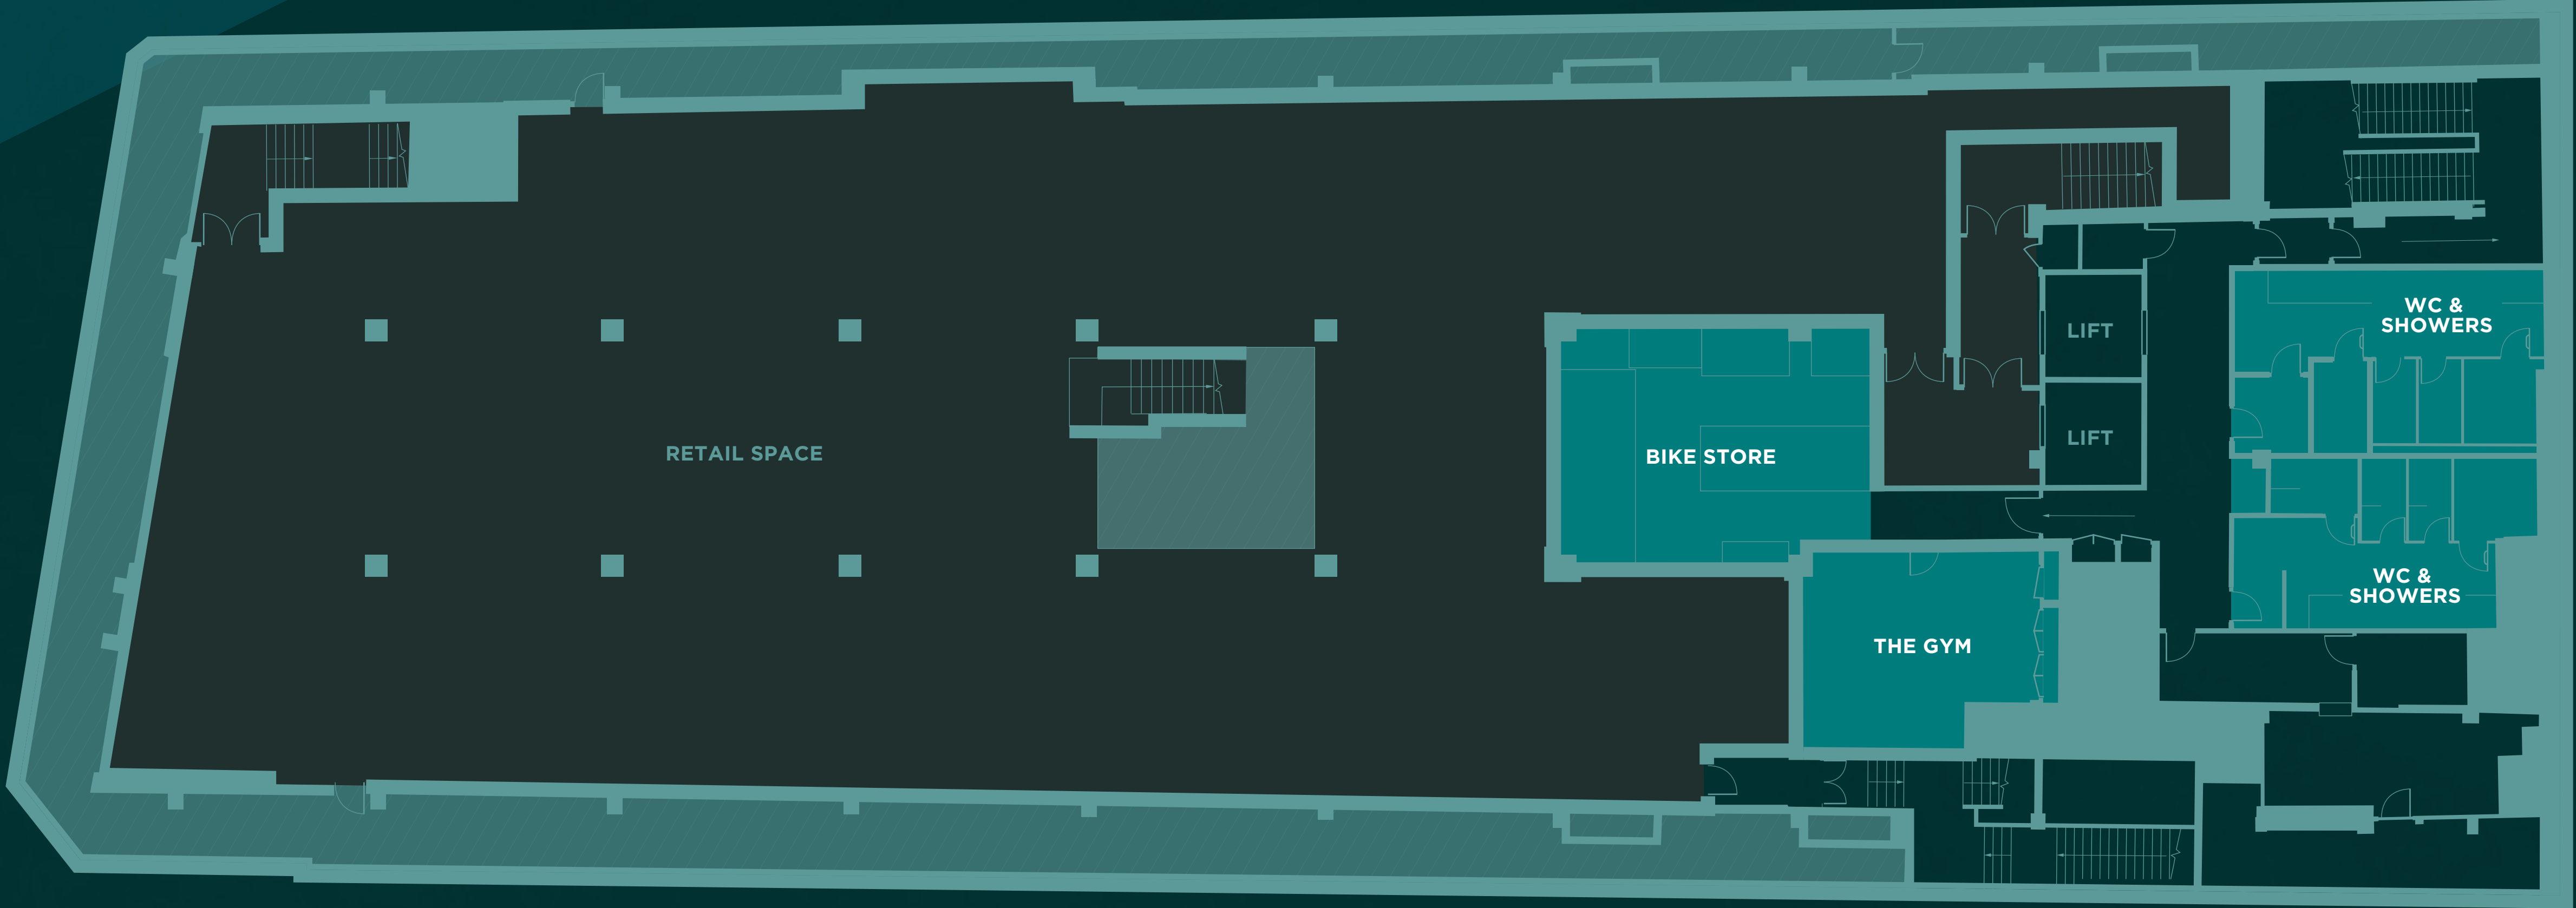 WC &
SHOWERS
LIFT
LIFT
RETAIL SPACE
BIKE STORE
WC &
SHOWERS
THE GYM